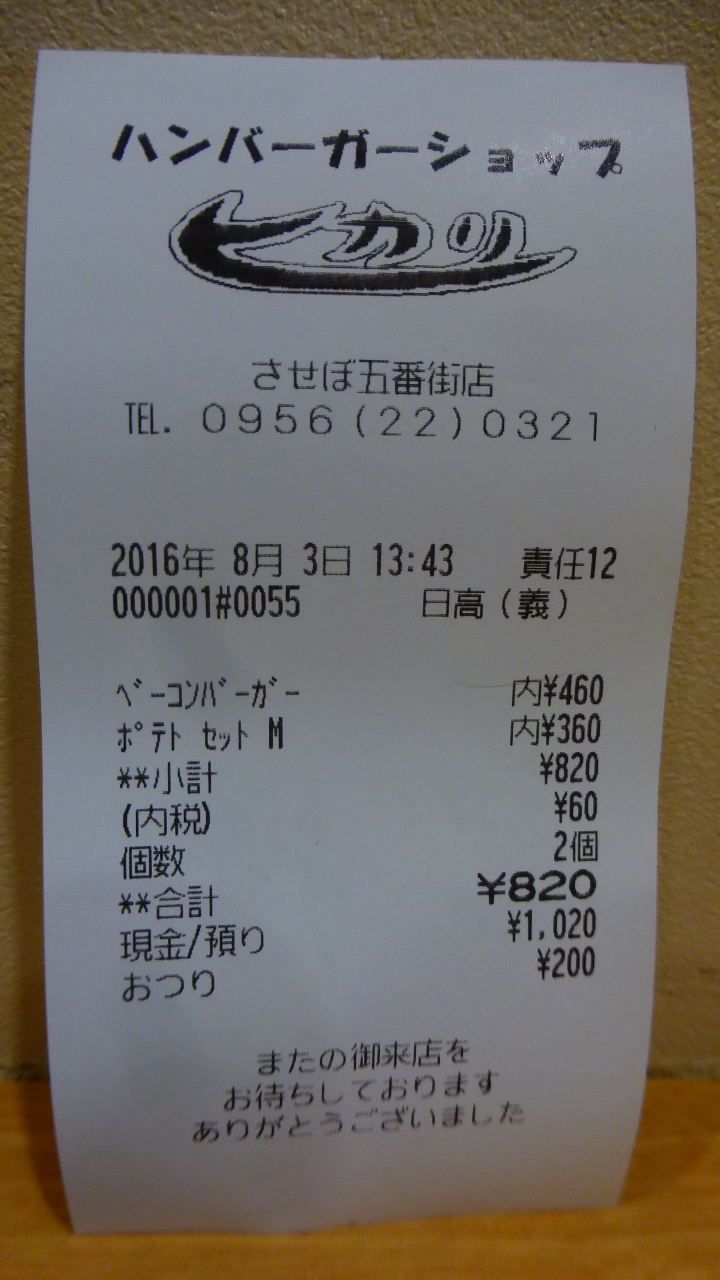 ハンバーガーショップ
ヒカリ
させぼ五番街店
TEL. 0956(22)0321
2016年 8月 3日 13:43 責任12
000001#0055 日高(義)
ﾍﾞｰｺﾝﾊﾞｰｶﾞｰ 内¥460
ﾎﾟﾃﾄ ｾｯﾄ M 内¥360
**小計 ¥820
(内税) ¥60
個数 2個
**合計 ¥820
現金/預り ¥1,020
おつり ¥200
またの御来店を
お待ちしております
ありがとうございました